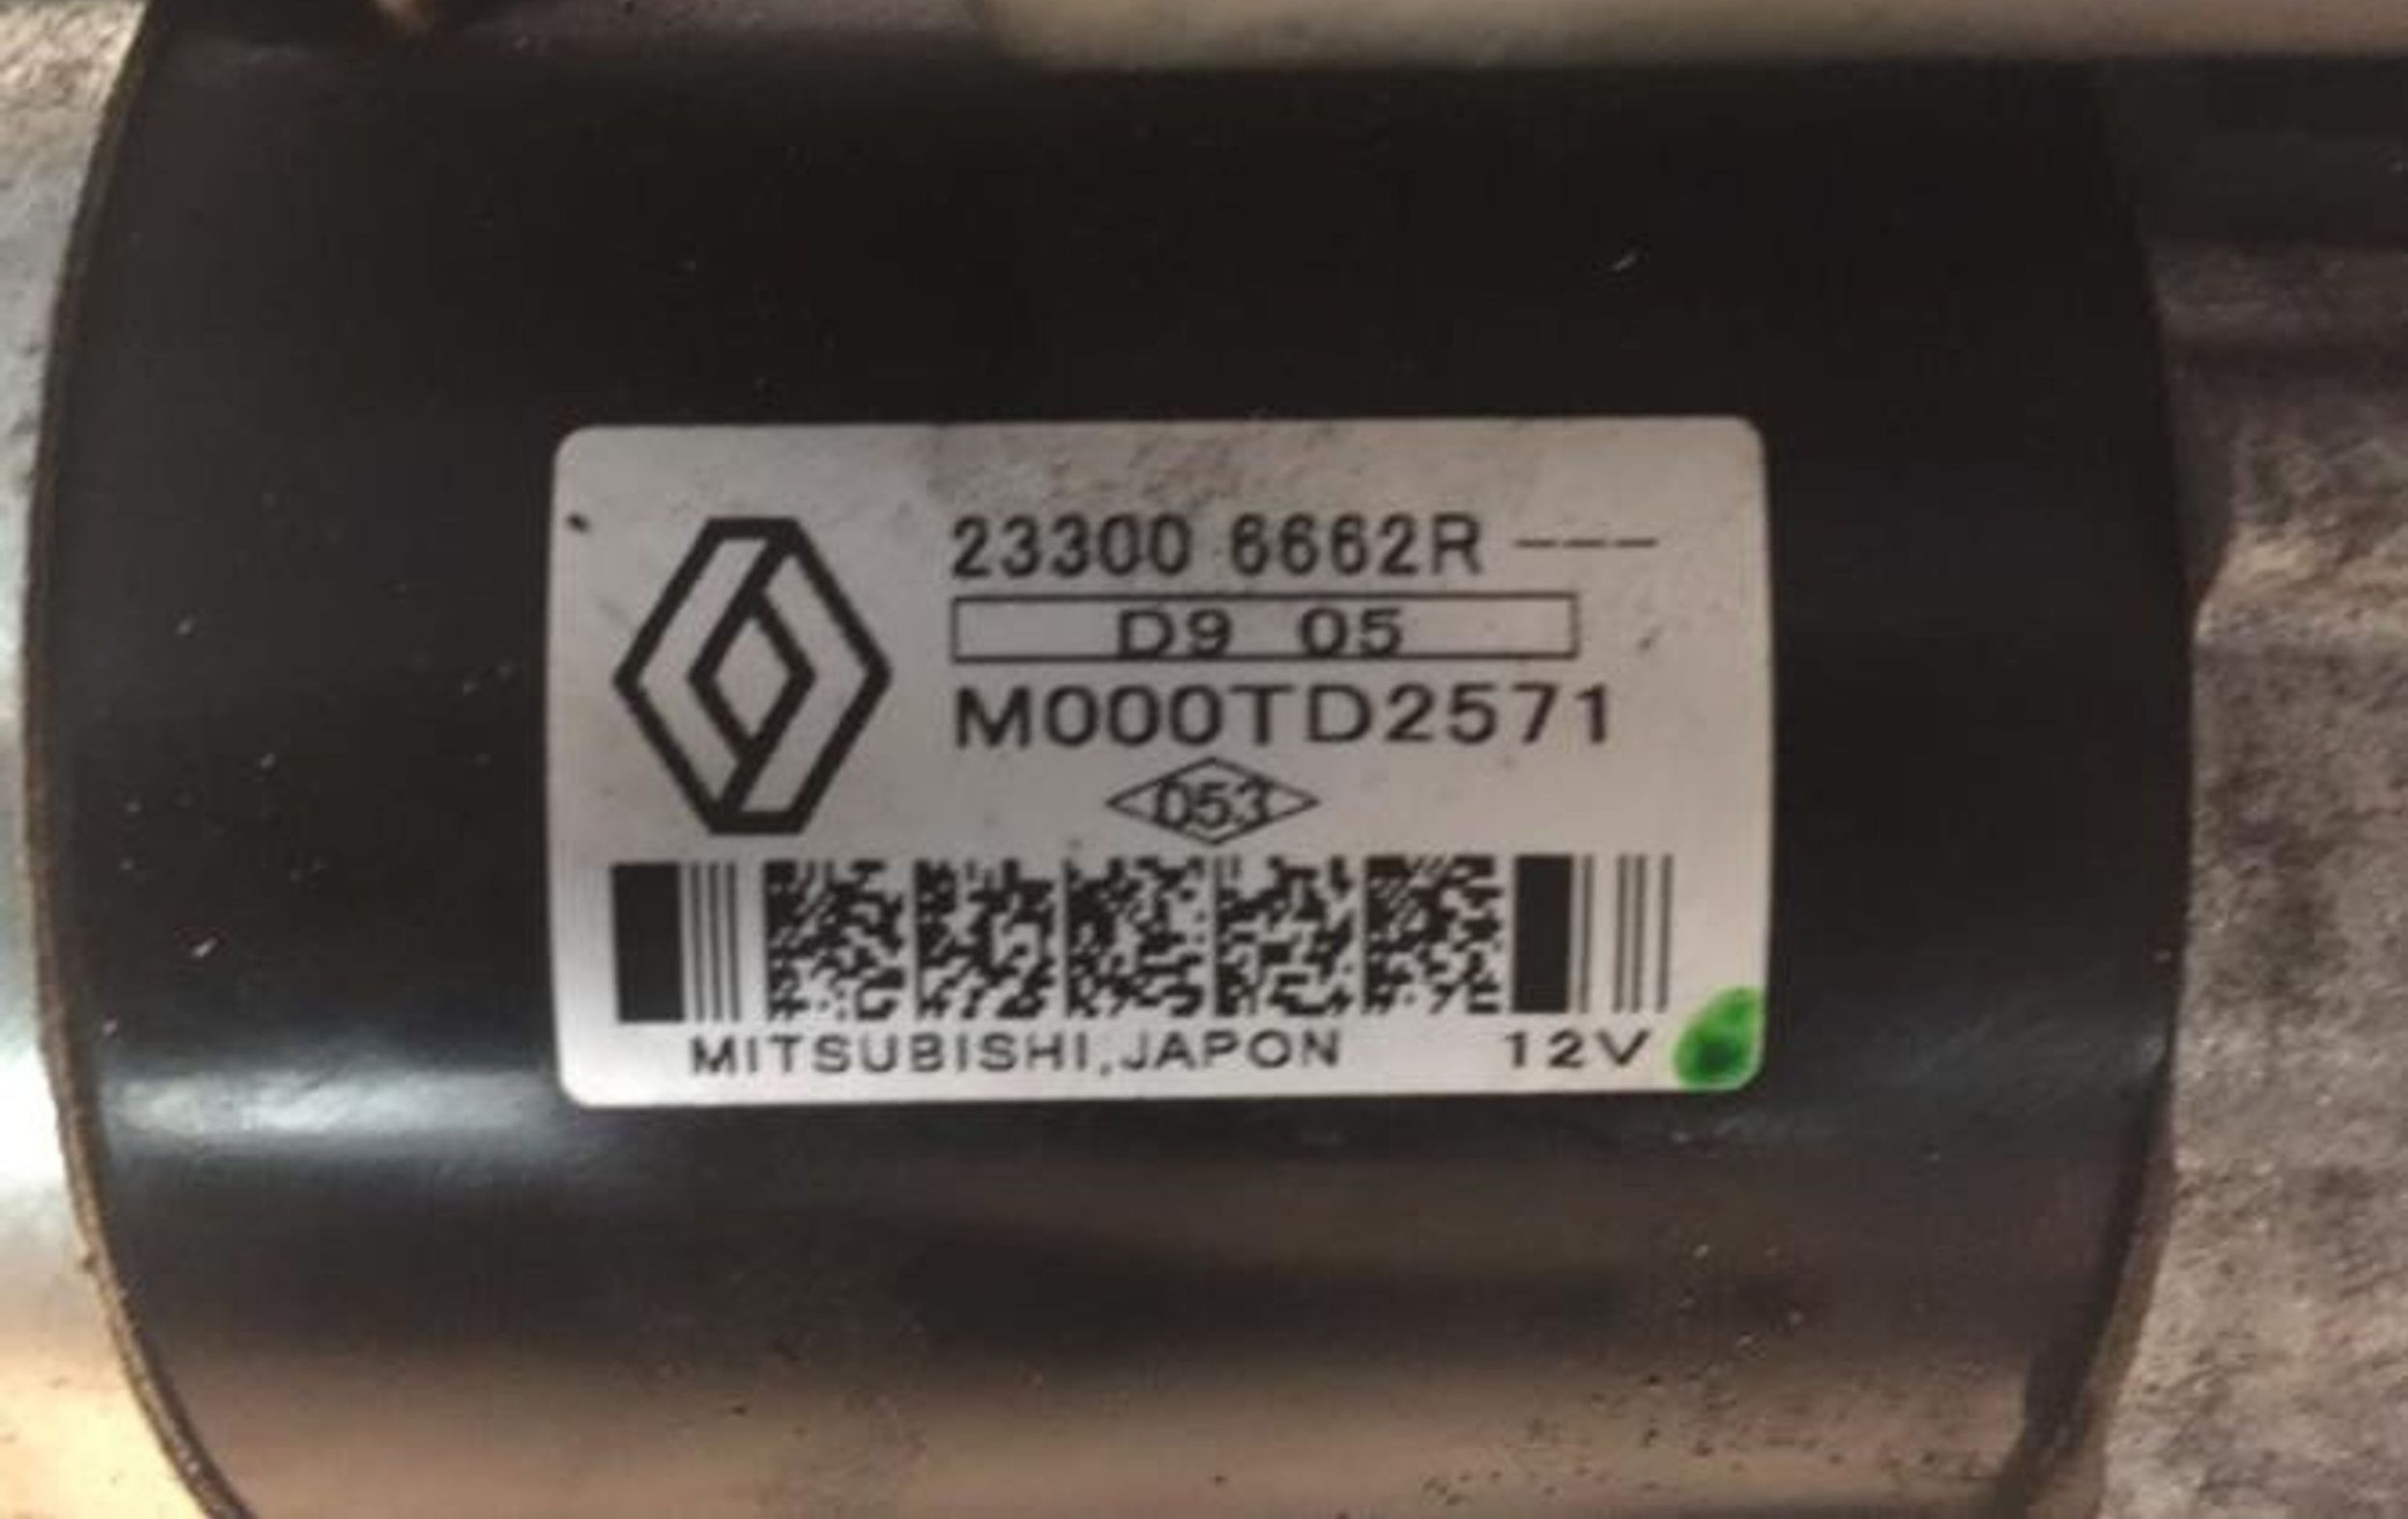 23300 6662R ---
D9 05
M000TD2571
053
MITSUBISHI,JAPON 12V